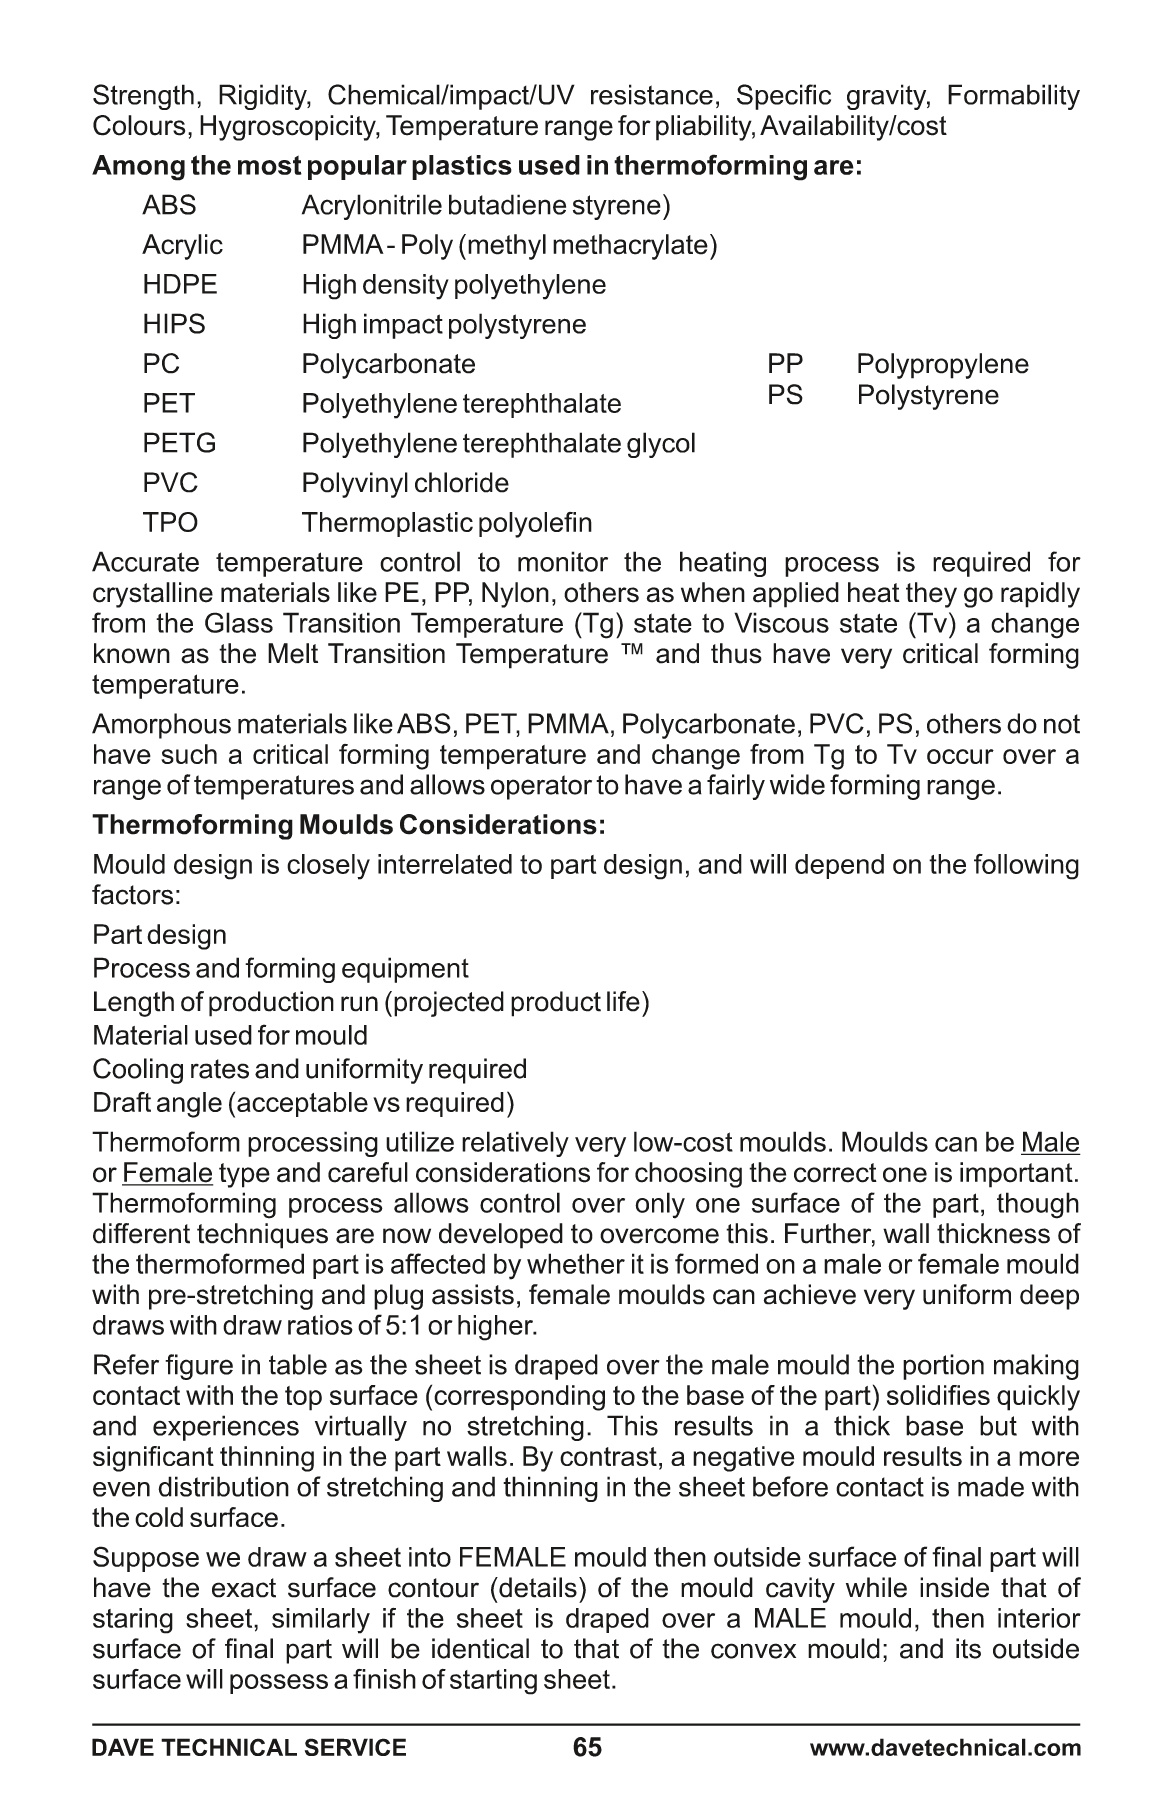 Strength, Rigidity, Chemical/impact/UV resistance, Specific gravity, Formability
Colours, Hygroscopicity, Temperature range for pliability, Availability/cost
Among the most popular plastics used in thermoforming are:
ABS Acrylonitrile butadiene styrene)
Acrylic PMMA - Poly (methyl methacrylate)
HDPE High density polyethylene
HIPS High impact polystyrene
PC Polycarbonate PP Polypropylene
PS Polystyrene
PET Polyethylene terephthalate
PETG Polyethylene terephthalate glycol
PVC Polyvinyl chloride
TPO Thermoplastic polyolefin
Accurate temperature control to monitor the heating process is required for
crystalline materials like PE, PP, Nylon, others as when applied heat they go rapidly
from the Glass Transition Temperature (Tg) state to Viscous state (Tv) a change
known as the Melt Transition Temperature ™ and thus have very critical forming
temperature.
Amorphous materials like ABS, PET, PMMA, Polycarbonate, PVC, PS, others do not
have such a critical forming temperature and change from Tg to Tv occur over a
range of temperatures and allows operator to have a fairly wide forming range.
Thermoforming Moulds Considerations:
Mould design is closely interrelated to part design, and will depend on the following
factors:
Part design
Process and forming equipment
Length of production run (projected product life)
Material used for mould
Cooling rates and uniformity required
Draft angle (acceptable vs required)
Thermoform processing utilize relatively very low-cost moulds. Moulds can be Male
or Female type and careful considerations for choosing the correct one is important.
Thermoforming process allows control over only one surface of the part, though
different techniques are now developed to overcome this. Further, wall thickness of
the thermoformed part is affected by whether it is formed on a male or female mould
with pre-stretching and plug assists, female moulds can achieve very uniform deep
draws with draw ratios of 5:1 or higher.
Refer figure in table as the sheet is draped over the male mould the portion making
contact with the top surface (corresponding to the base of the part) solidifies quickly
and experiences virtually no stretching. This results in a thick base but with
significant thinning in the part walls. By contrast, a negative mould results in a more
even distribution of stretching and thinning in the sheet before contact is made with
the cold surface.
Suppose we draw a sheet into FEMALE mould then outside surface of final part will
have the exact surface contour (details) of the mould cavity while inside that of
staring sheet, similarly if the sheet is draped over a MALE mould, then interior
surface of final part will be identical to that of the convex mould; and its outside
surface will possess a finish of starting sheet.
DAVE TECHNICAL SERVICE 65 www.davetechnical.com